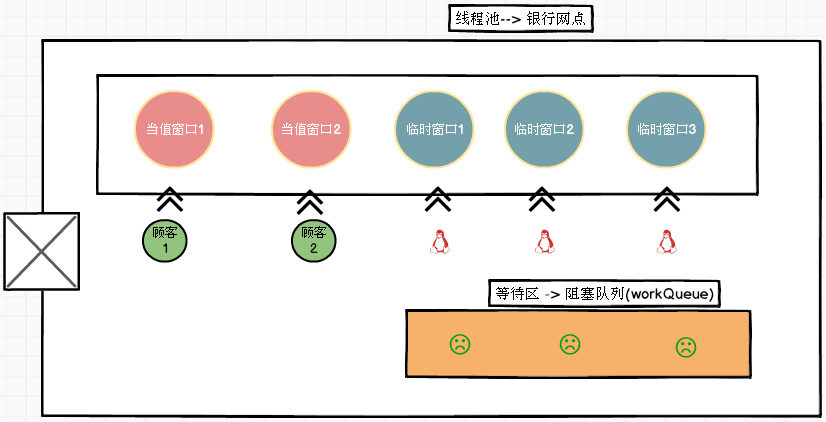 线程池--> 银行网点
当值窗口1
当值窗口2
临时窗口1
临时窗口2
临时窗口3
顾客
1
顾客
2
等待区 -> 阻塞队列(workQueue)